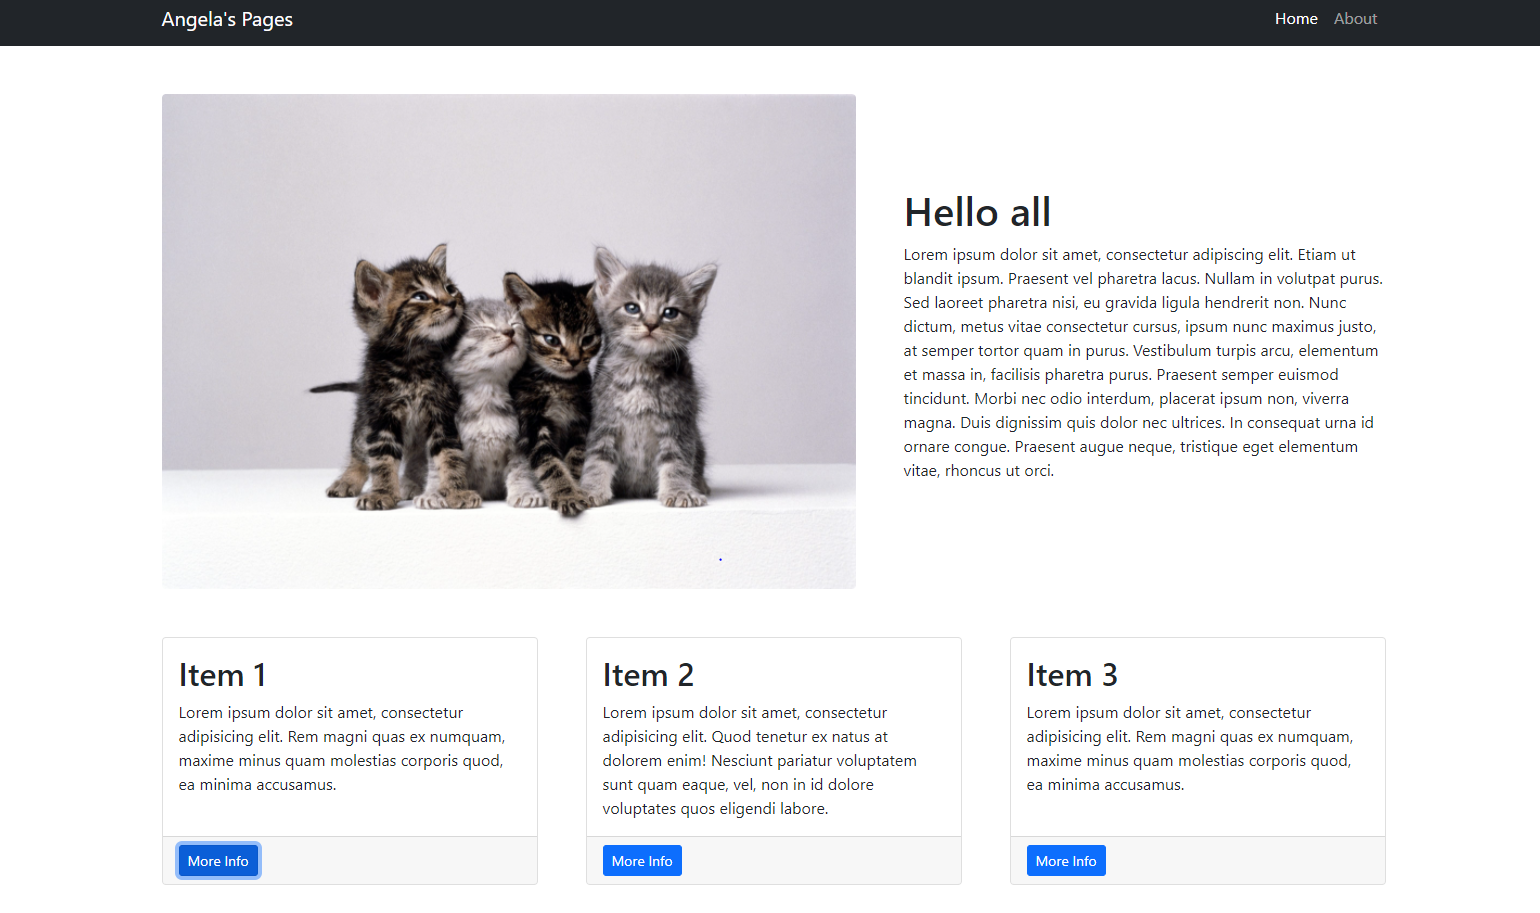 Angela's Pages
Home
About
Hello all
Lorem ipsum dolor sit amet, consectetur adipiscing elit. Etiam ut
blandit ipsum. Praesent vel pharetra lacus. Nullam in volutpat purus.
Sed laoreet pharetra nisi, eu gravida ligula hendrerit non. Nunc
dictum, metus vitae consectetur cursus, ipsum nunc maximus justo,
at semper tortor quam in purus. Vestibulum turpis arcu, elementum
et massa in, facilisis pharetra purus. Praesent semper euismod
tincidunt. Morbi nec odio interdum, placerat ipsum non, viverra
magna. Duis dignissim quis dolor nec ultrices. In consequat urna id
ornare congue. Praesent augue neque, tristique eget elementum
vitae, rhoncus ut orci.
Item 1
Lorem ipsum dolor sit amet, consectetur
adipisicing elit. Rem magni quas ex numquam,
maxime minus quam molestias corporis quod,
ea minima accusamus.
More Info
Item 2
Lorem ipsum dolor sit amet, consectetur
adipisicing elit. Quod tenetur ex natus at
dolorem enim! Nesciunt pariatur voluptatem
sunt quam eaque, vel, non in id dolore
voluptates quos eligendi labore.
More Info
Item 3
Lorem ipsum dolor sit amet, consectetur
adipisicing elit. Rem magni quas ex numquam,
maxime minus quam molestias corporis quod,
ea minima accusamus.
More Info